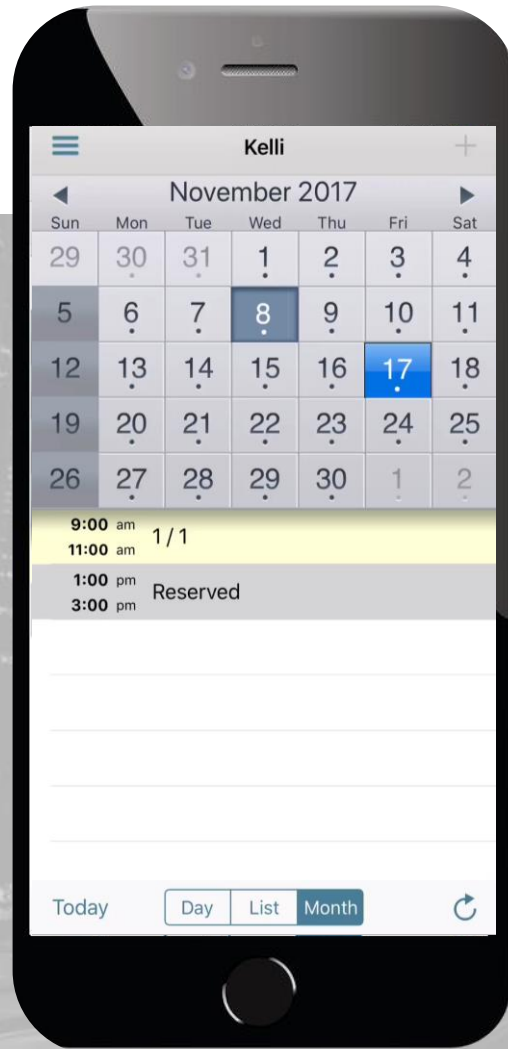 Kelli
November 2017
Sun Mon Tue Wed Thu Fri Sat
29 30 31 1 2 3 4
5 6 7 8 9 10 11
12 13 14 15 16 17 18
19 20 21 22 23 24 25
26 27 28 29 30 1 2
9:00 am
1 / 1
11:00 am
1:00 pm
Reserved
3:00 pm
Today Day List Month